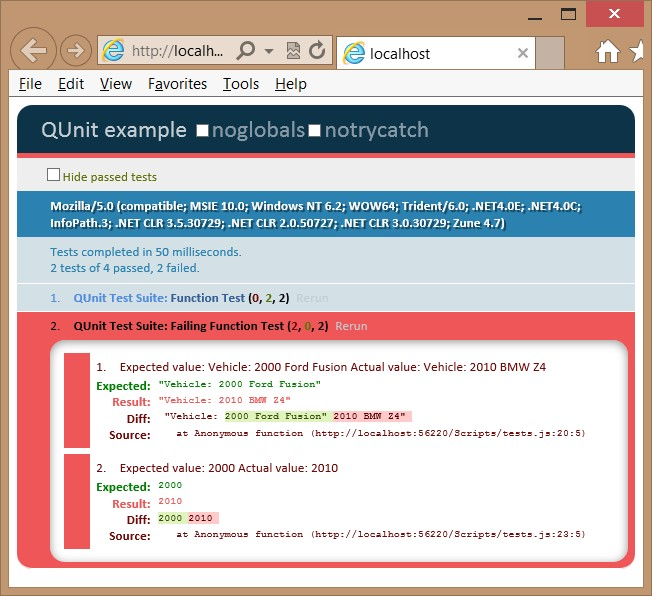 http://localh...
localhost
File Edit View Favorites Tools Help
QUnit example noglobals notrycatch
Hide passed tests
Mozilla/5.0 (compatible; MSIE 10.0; Windows NT 6.2; WOW64; Trident/6.0; .NET4.0E; .NET4.0C;
InfoPath.3; .NET CLR 3.5.30729; .NET CLR 2.0.50727; .NET CLR 3.0.30729; Zune 4.7)
Tests completed in 50 milliseconds.
2 tests of 4 passed, 2 failed.
1. QUnit Test Suite: Function Test (0, 2, 2) Rerun
2. QUnit Test Suite: Failing Function Test (2, 0, 2) Rerun
1. Expected value: Vehicle: 2000 Ford Fusion Actual value: Vehicle: 2010 BMW Z4
Expected: "Vehicle: 2000 Ford Fusion"
Result: "Vehicle: 2010 BMW Z4"
Diff: "Vehicle: 2000 Ford Fusion" 2010 BMW Z4"
Source: at Anonymous function (http://localhost:56220/Scripts/tests.js:20:5)
2. Expected value: 2000 Actual value: 2010
Expected: 2000
Result: 2010
Diff: 2000 2010
Source: at Anonymous function (http://localhost:56220/Scripts/tests.js:23:5)